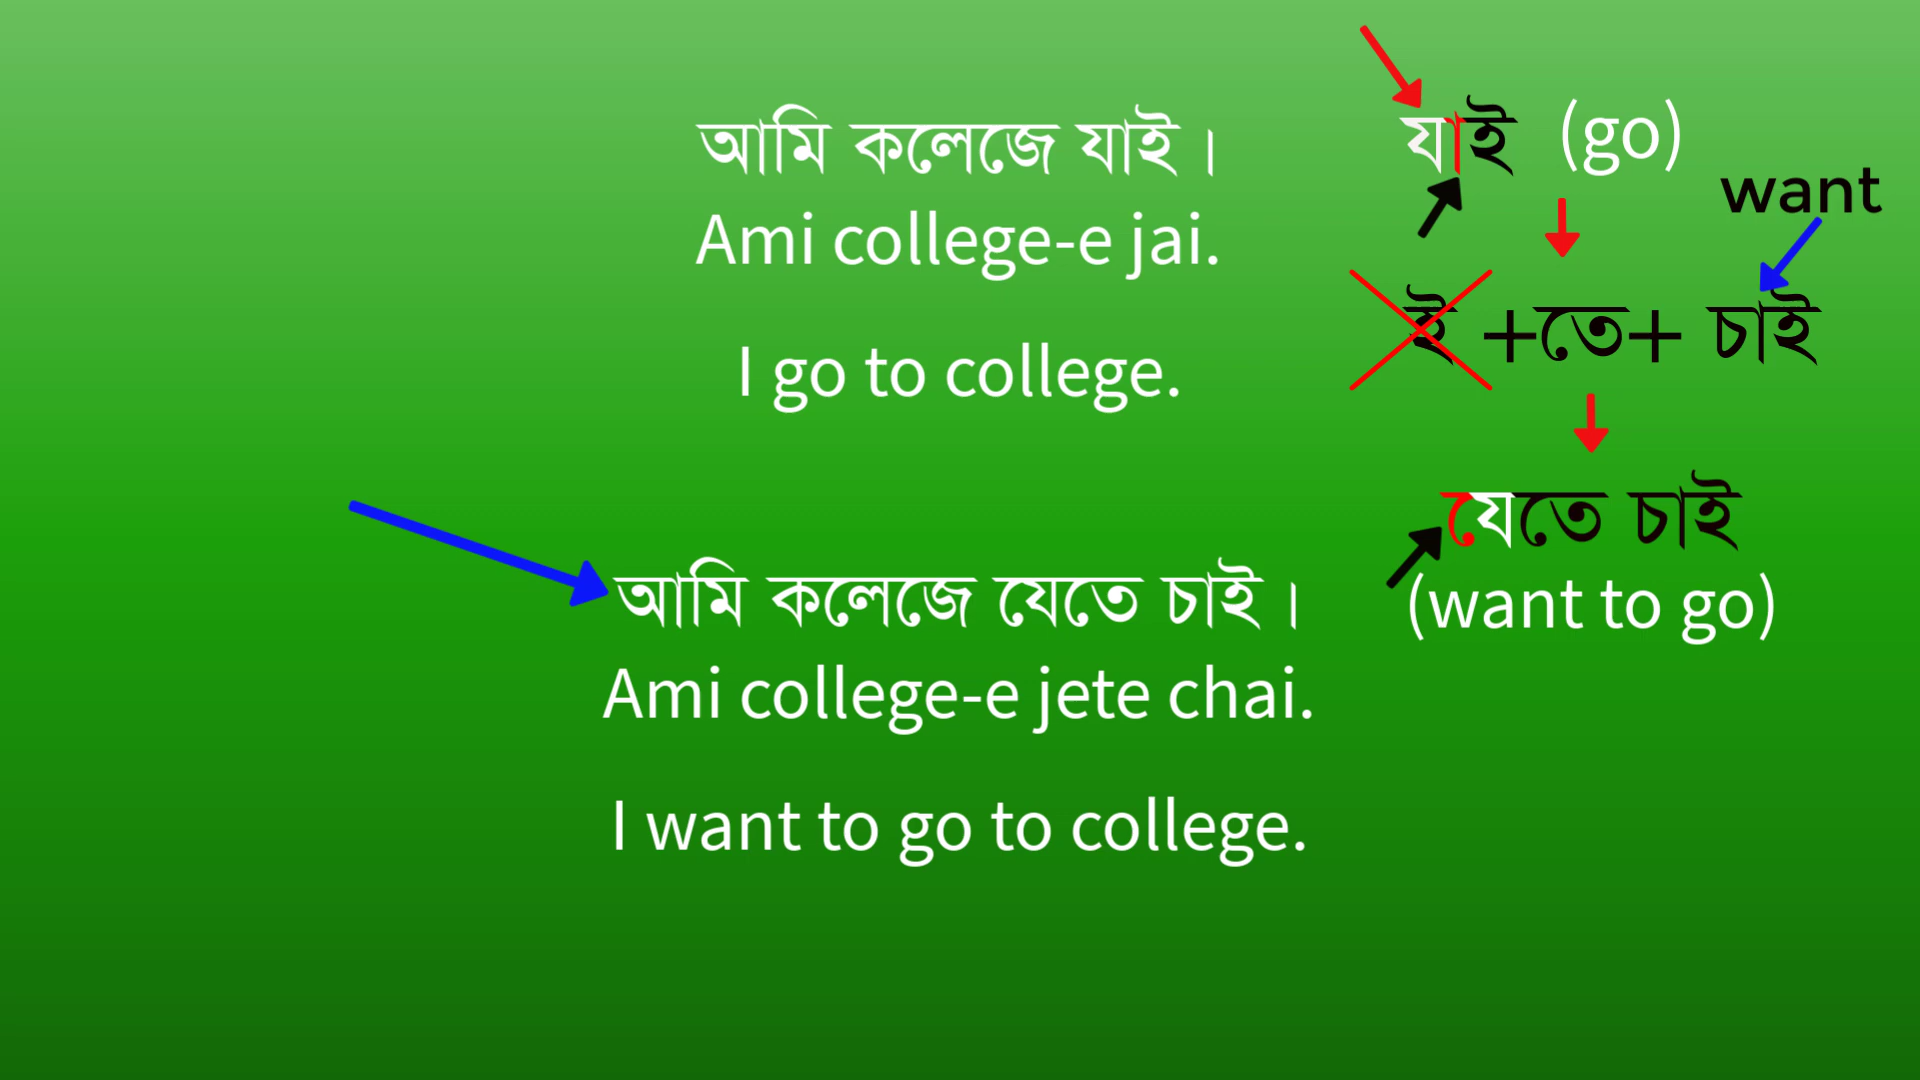 আমি কলেজে যাই।
Ami college-e jai.
I go to college.
আমি কলেজে যেতে চাই।
Ami college-e jete chai.
I want to go to college.
যাই (go)
want
ই +তে+ চাই
যেতে চাই
(want to go)